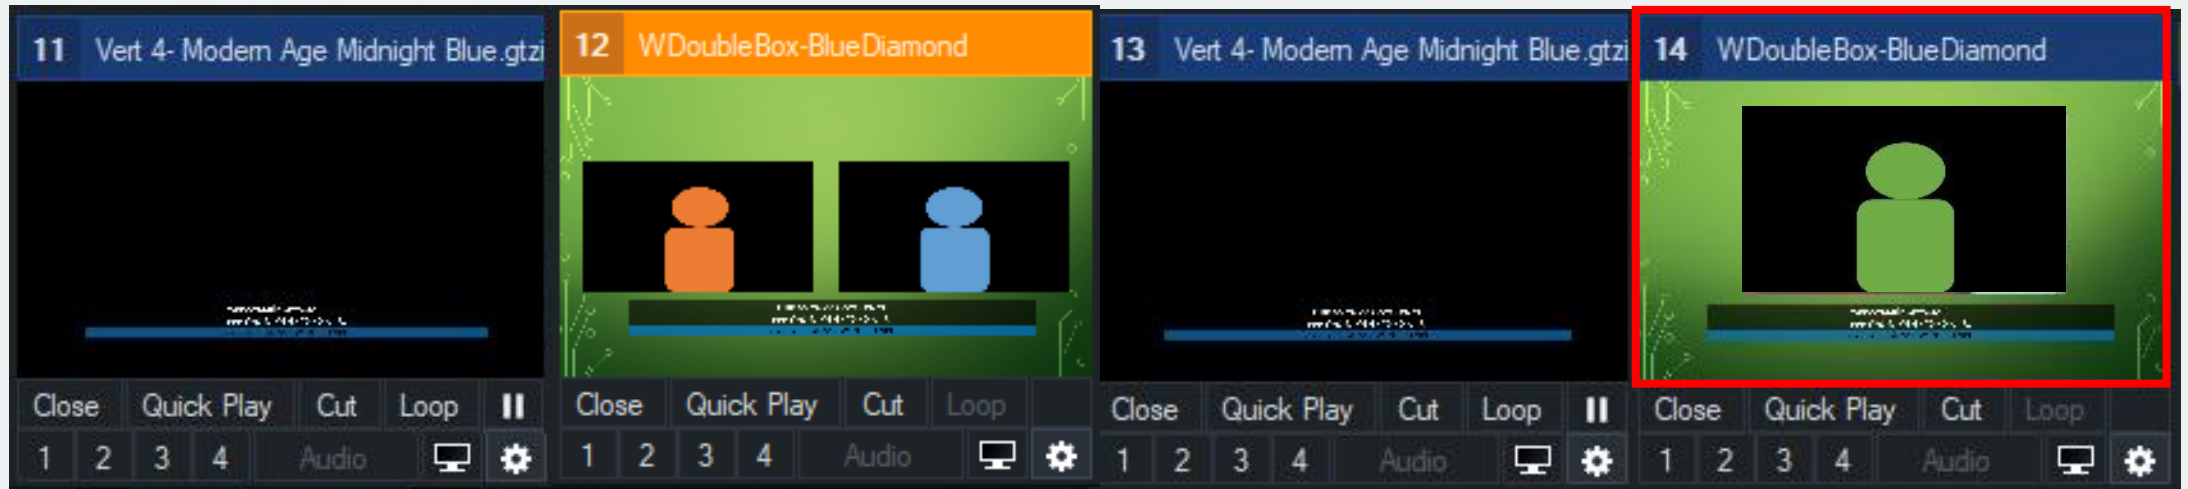 11 Vert 4- Modern Age Midnight Blue.gtzi
12 WDoubleBox-BlueDiamond
13 Vert 4- Modern Age Midnight Blue.gtzi
14 WDoubleBox-BlueDiamond
Close Quick Play Cut Loop
Close Quick Play Cut Loop
Close Quick Play Cut Loop
Close Quick Play Cut Loop
1 2 3 4 Audio
1 2 3 4 Audio
1 2 3 4 Audio
1 2 3 4 Audio